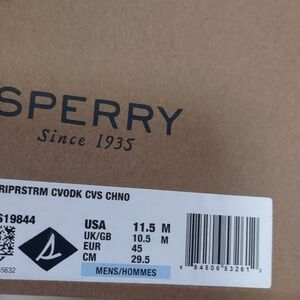 SPERRY
Since 1935
RIPRSTRM CVODK CVS CHNO
S19844
USA 11.5 M
UK/GB 10.5 M
EUR 45
CM 29.5
MENS/HOMMES